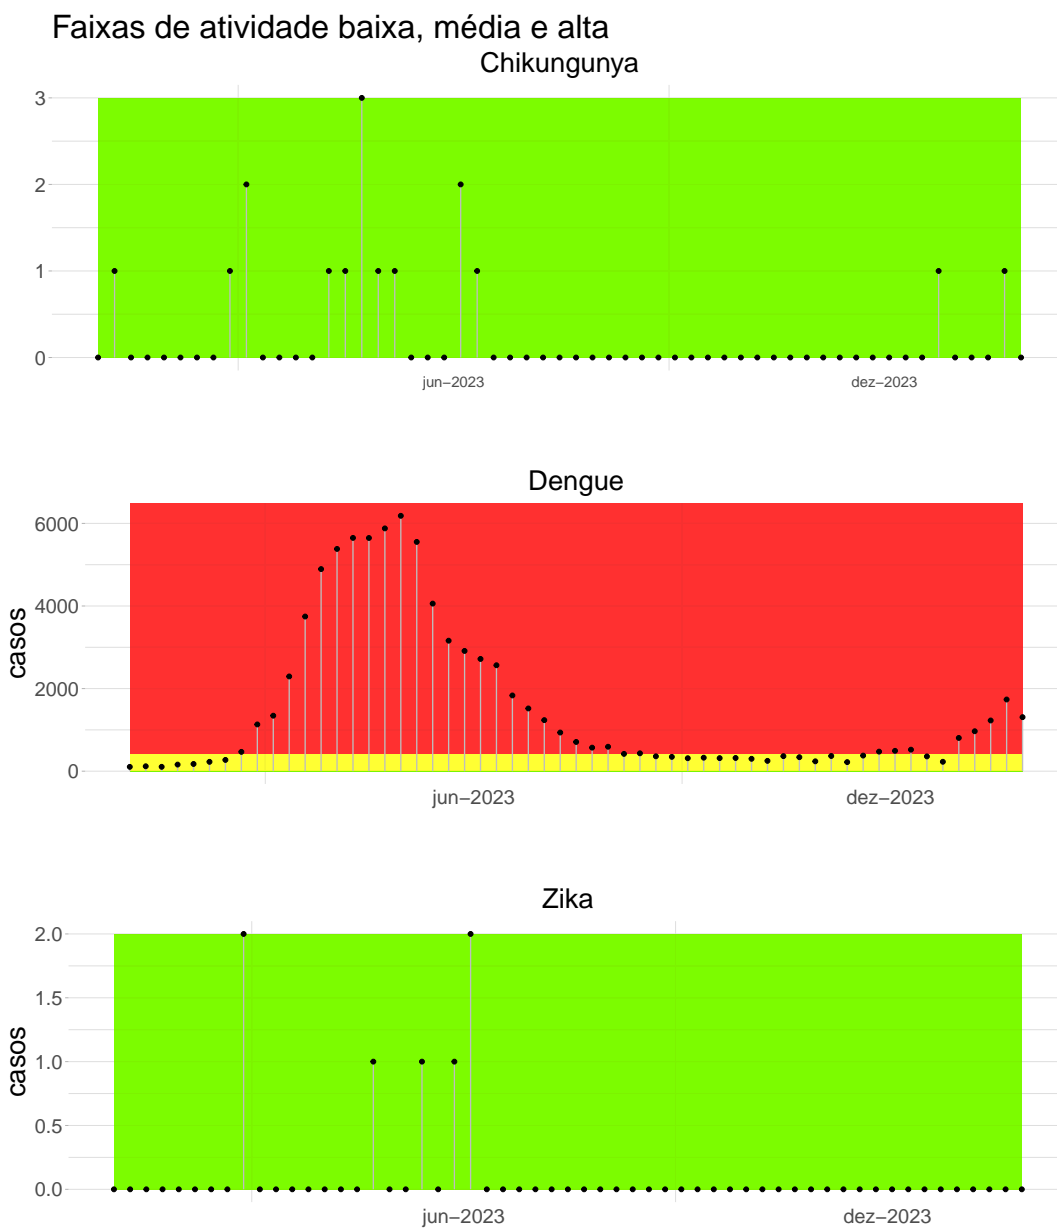 Faixas de atividade baixa, média e alta
Chikungunya
3
2
1
0
jun−2023 dez−2023
Dengue
casos
6000
4000
2000
0
jun−2023 dez−2023
Zika
casos
2.0
1.5
1.0
0.5
0.0
jun−2023 dez−2023